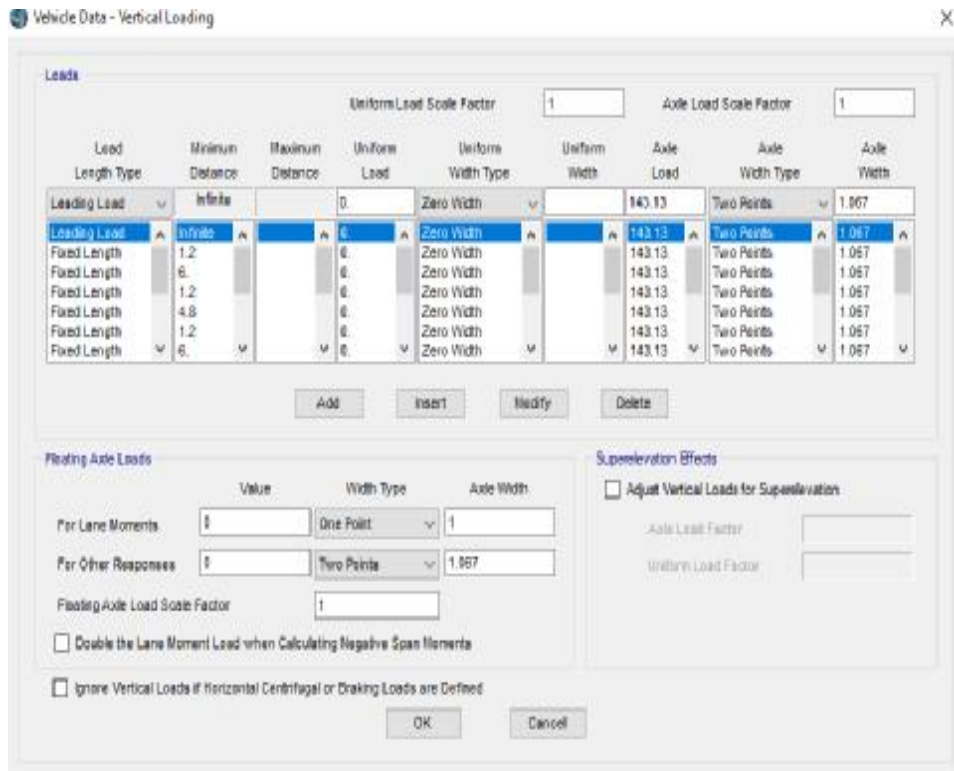 Vehicle Data - Vertical Loading
Loads
Uniform Load Scale Factor 1 Axle Load Scale Factor 1
Load Minimum Maximum Uniform Uniform Uniform Axle Axle Axle
Length Type Distance Distance Load Width Type Width Load Width Type Width
Leading Load Infinite 0. Zero Width 143.13 Two Points 1.067
Leading Load Infinite 0. Zero Width 143.13 Two Points 1.067
Fixed Length 1.2 0. Zero Width 143.13 Two Points 1.067
Fixed Length 6. 0. Zero Width 143.13 Two Points 1.067
Fixed Length 1.2 0. Zero Width 143.13 Two Points 1.067
Fixed Length 4.8 0. Zero Width 143.13 Two Points 1.067
Fixed Length 1.2 0. Zero Width 143.13 Two Points 1.067
Fixed Length 6. 0. Zero Width 143.13 Two Points 1.067
Add Insert Modify Delete
Floating Axle Loads
Value Width Type Axle Width
For Lane Moments 0 One Point 1
For Other Responses 0 Two Points 1.067
Floating Axle Load Scale Factor 1
Double the Lane Moment Load when Calculating Negative Span Moments
Superelevation Effects
Adjust Vertical Loads for Superelevation
Axle Load Factor
Uniform Load Factor
Ignore Vertical Loads if Horizontal Centrifugal or Braking Loads are Defined
OK Cancel